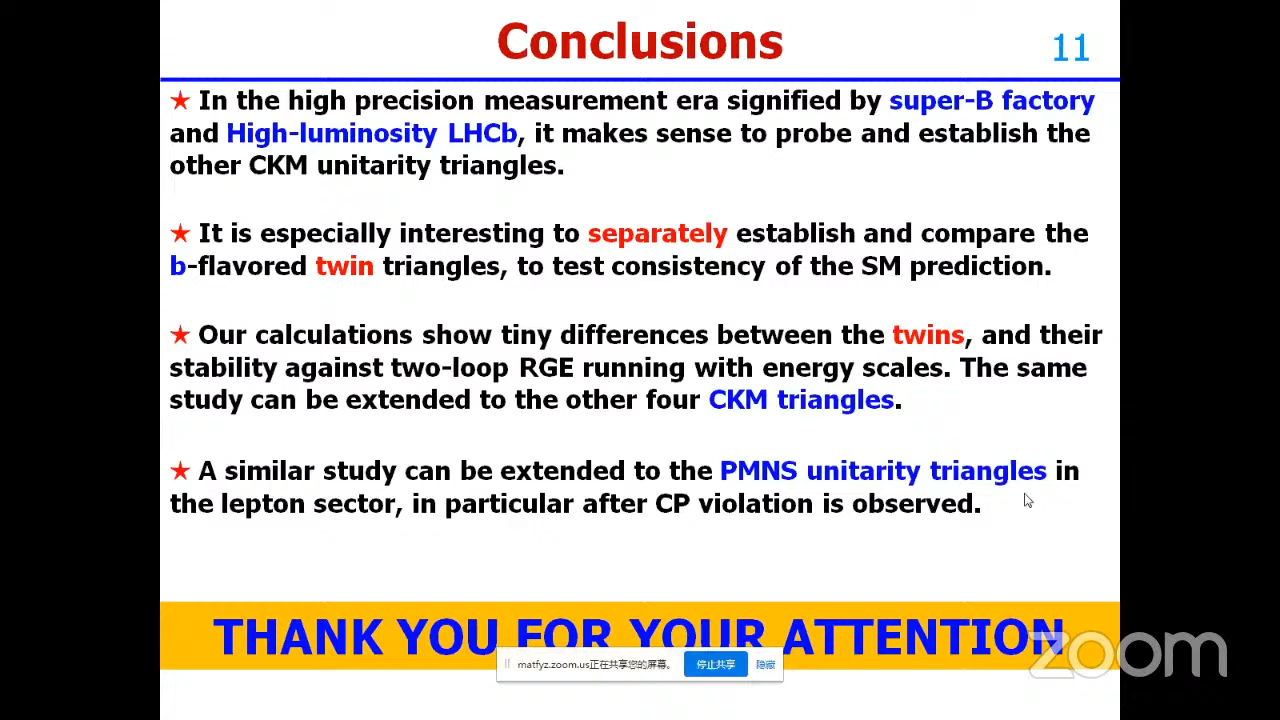 Conclusions
11
★ In the high precision measurement era signified by super-B factory
and High-luminosity LHCb, it makes sense to probe and establish the
other CKM unitarity triangles.
★ It is especially interesting to separately establish and compare the
b-flavored twin triangles, to test consistency of the SM prediction.
★ Our calculations show tiny differences between the twins, and their
stability against two-loop RGE running with energy scales. The same
study can be extended to the other four CKM triangles.
★ A similar study can be extended to the PMNS unitarity triangles in
the lepton sector, in particular after CP violation is observed.
THANK YOU FOR YOUR ATTENTION
zoom
matfyz.zoom.us正在共享您的屏幕。 停止共享 隐藏